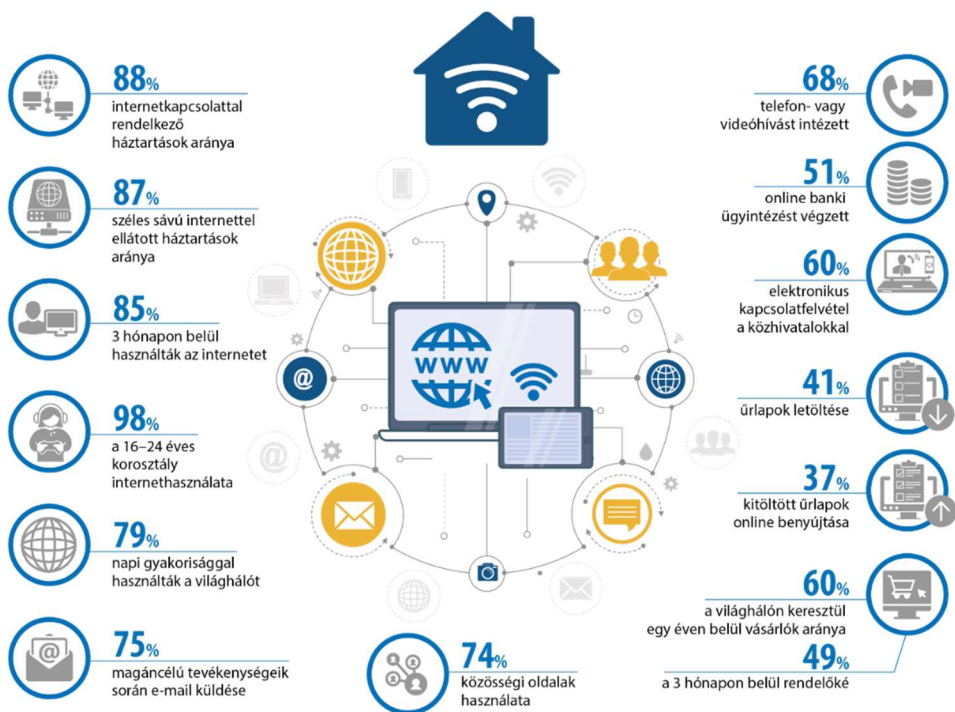 88%
internetkapcsolattal
rendelkező
háztartások aránya
87%
széles sávú internettel
ellátott háztartások
aránya
85%
3 hónapon belül
használták az internetet
98%
a 16–24 éves
korosztály
internethasználata
79%
napi gyakorisággal
használták a világhálót
75%
magáncélú tevékenységeik
során e-mail küldése
@
@
@
@
WWW
74%
közösségi oldalak
használata
68%
telefon- vagy
videóhívást intézett
51%
online banki
ügyintézést végzett
60%
elektronikus
kapcsolatfelvétel
a közhivatalokkal
41%
űrlapok letöltése
37%
kitöltött űrlapok
online benyújtása
60%
a világhálón keresztül
egy éven belül vásárlók aránya
49%
a 3 hónapon belül rendelőké